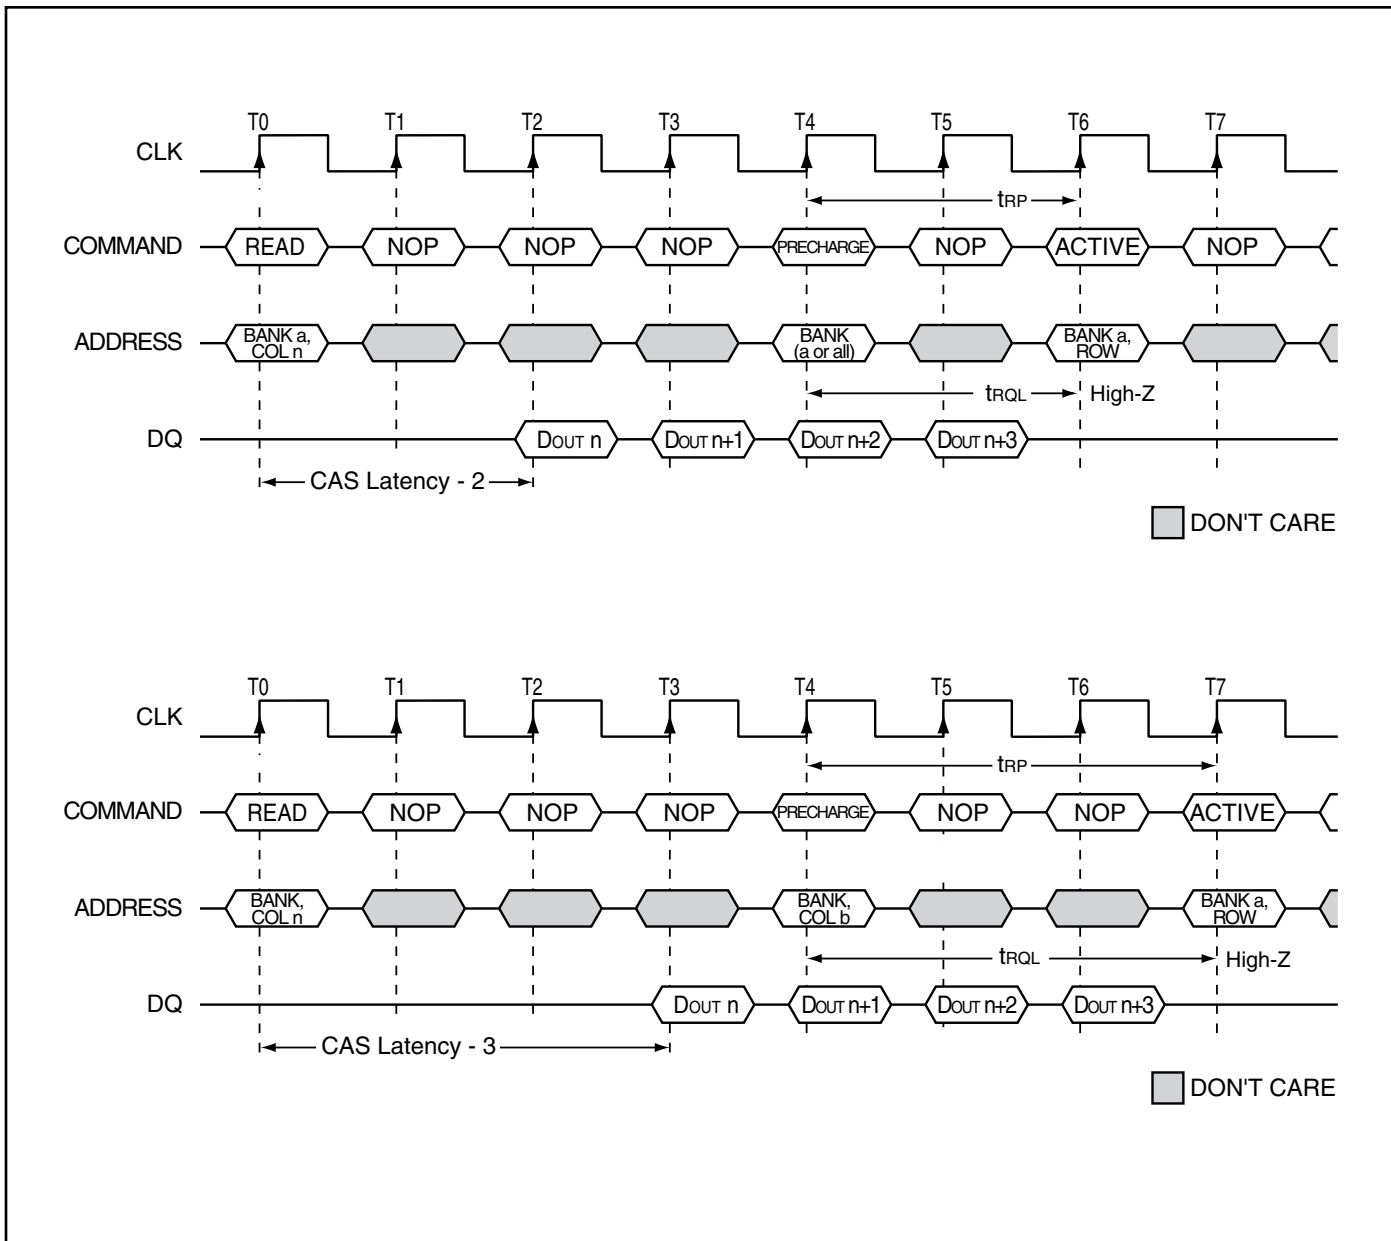 T0 T1 T2 T3 T4 T5 T6 T7
CLK
tRP
COMMAND READ NOP NOP NOP PRECHARGE NOP ACTIVE NOP
ADDRESS BANK a, COL n BANK (a or all) BANK a, ROW
tRQL High-Z
DQ DOUT n DOUT n+1 DOUT n+2 DOUT n+3
CAS Latency - 2
DON'T CARE
T0 T1 T2 T3 T4 T5 T6 T7
CLK
tRP
COMMAND READ NOP NOP NOP PRECHARGE NOP NOP ACTIVE
ADDRESS BANK, COL n BANK, COL b BANK a, ROW
tRQL High-Z
DQ DOUT n DOUT n+1 DOUT n+2 DOUT n+3
CAS Latency - 3
DON'T CARE